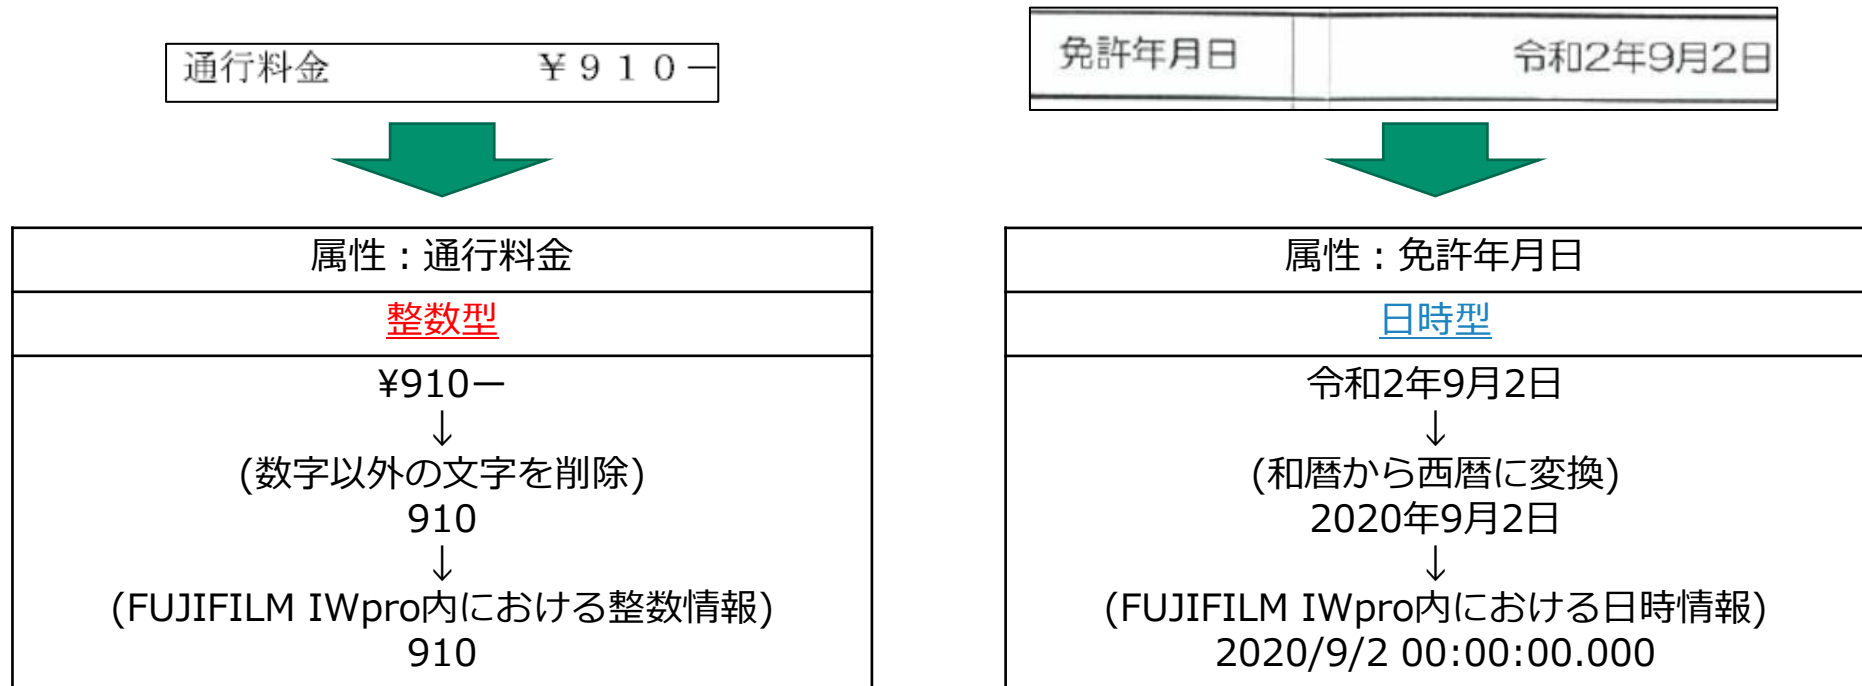 通行料金 ¥910−
免許年月日 令和2年9月2日
属性：通行料金
整数型
¥910ー
↓
(数字以外の文字を削除)
910
↓
(FUJIFILM IWpro内における整数情報)
910
属性：免許年月日
日時型
令和2年9月2日
↓
(和暦から西暦に変換)
2020年9月2日
↓
(FUJIFILM IWpro内における日時情報)
2020/9/2 00:00:00.000